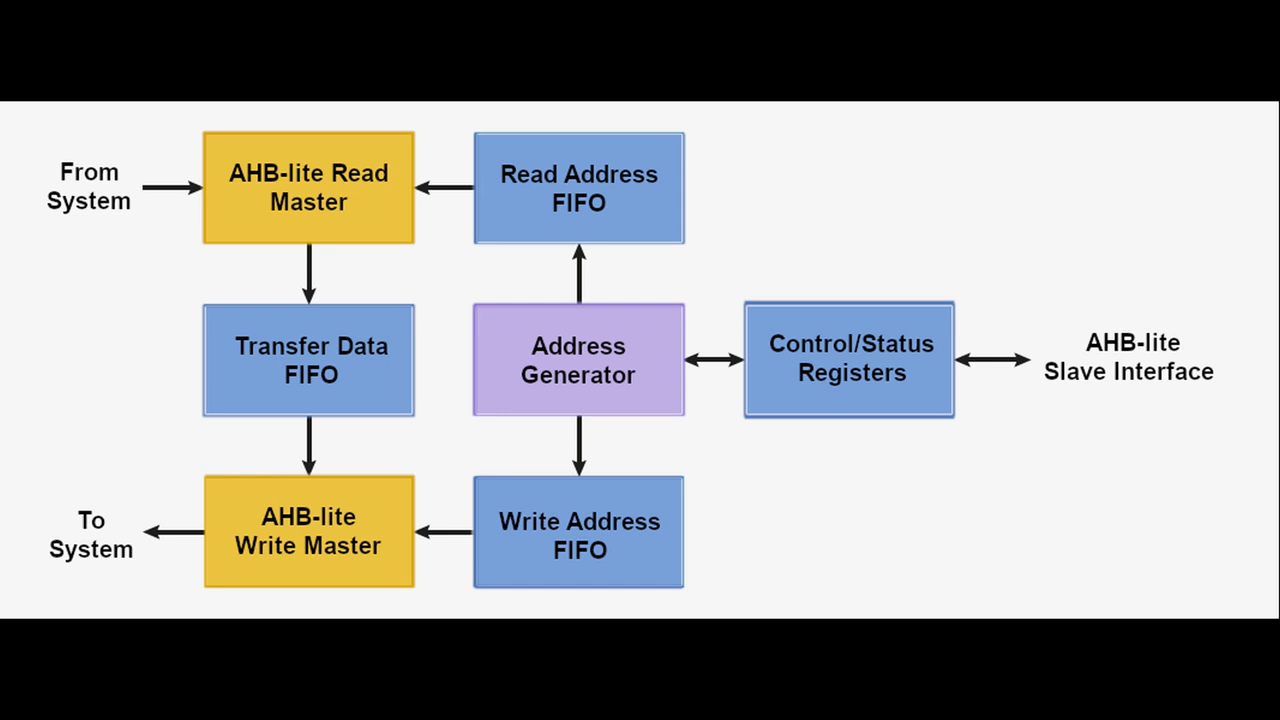 From
System
AHB-lite Read
Master
Read Address
FIFO
Transfer Data
FIFO
Address
Generator
Control/Status
Registers
AHB-lite
Slave Interface
To
System
AHB-lite
Write Master
Write Address
FIFO